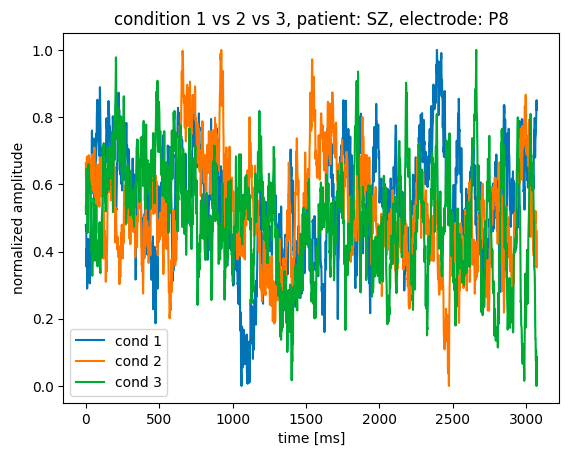 condition 1 vs 2 vs 3, patient: SZ, electrode: P8
1.0
0.8
0.6
0.4
0.2
0.0
normalized amplitude
cond 1
cond 2
cond 3
0
500
1000
1500
2000
2500
3000
time [ms]